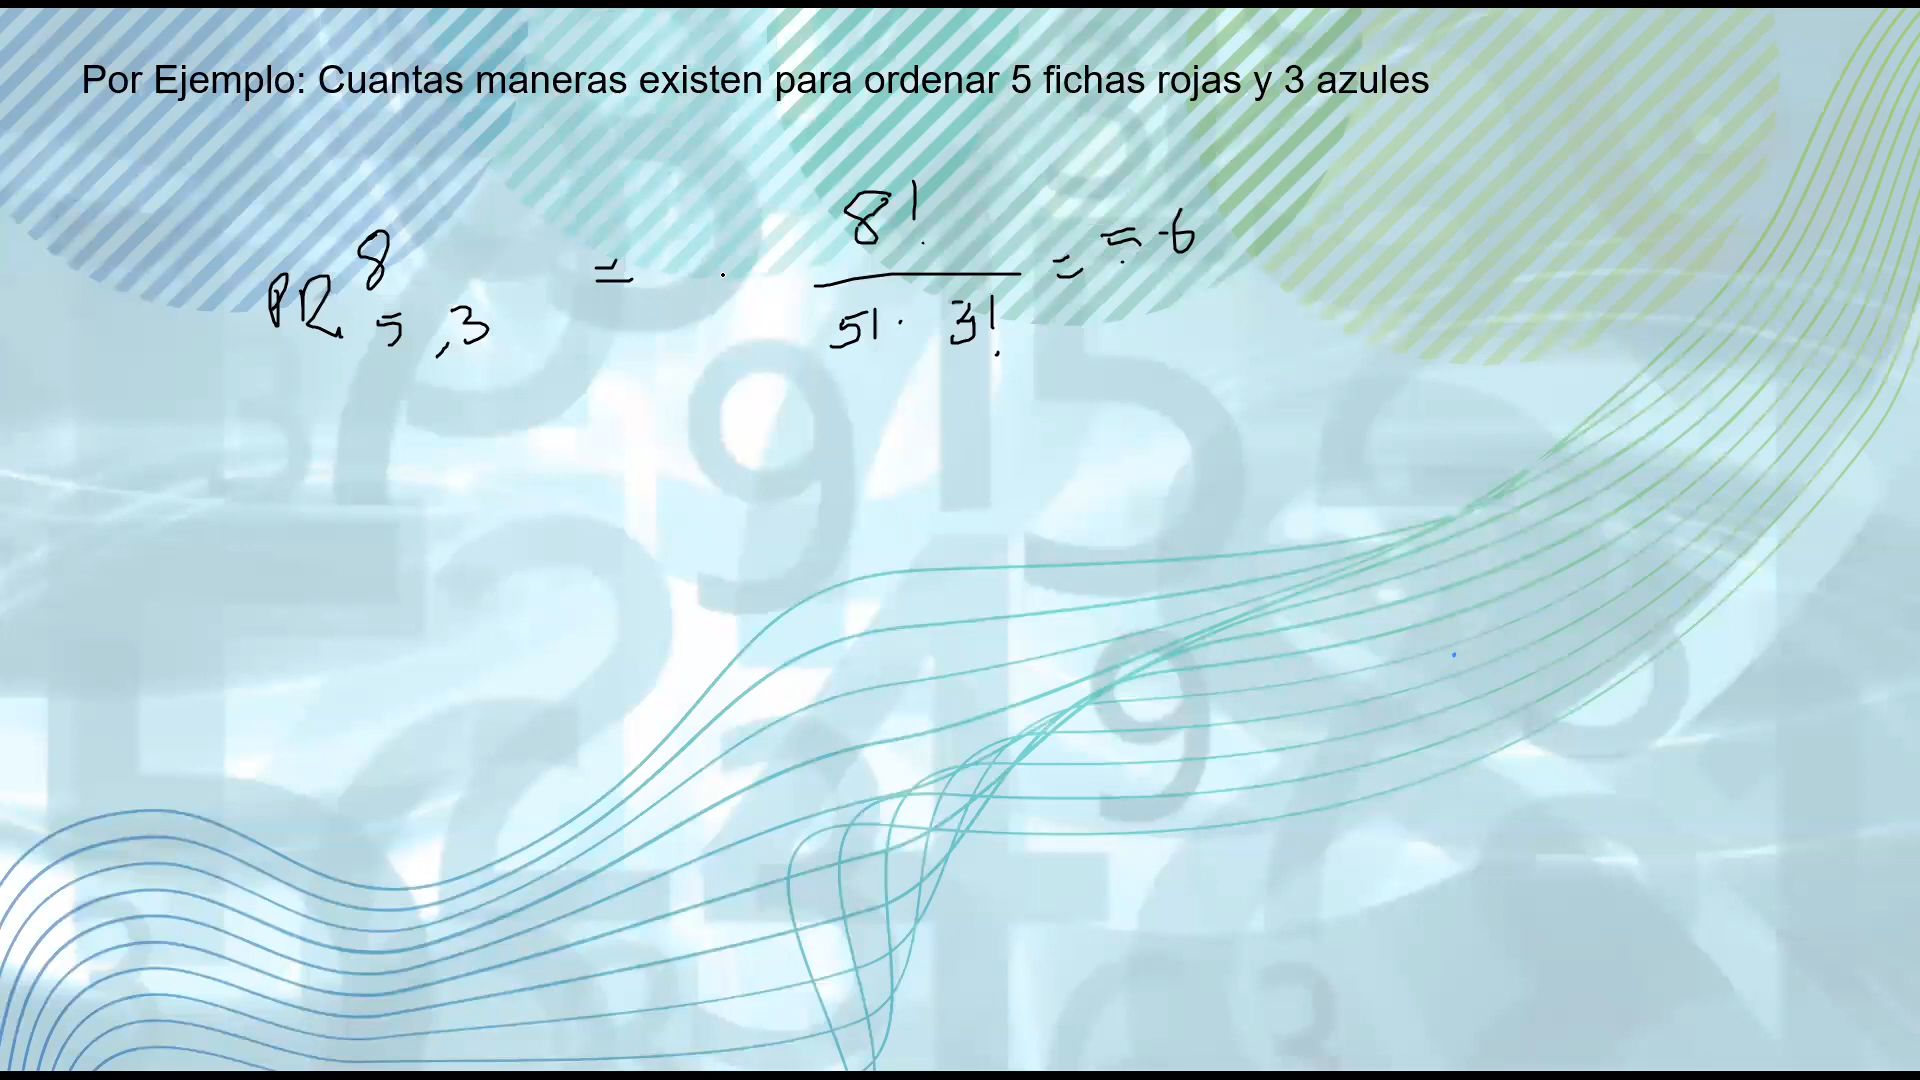 Por Ejemplo: Cuantas maneras existen para ordenar 5 fichas rojas y 3 azules
PR 8 5,3 = 8! / 5! · 3! = = 6